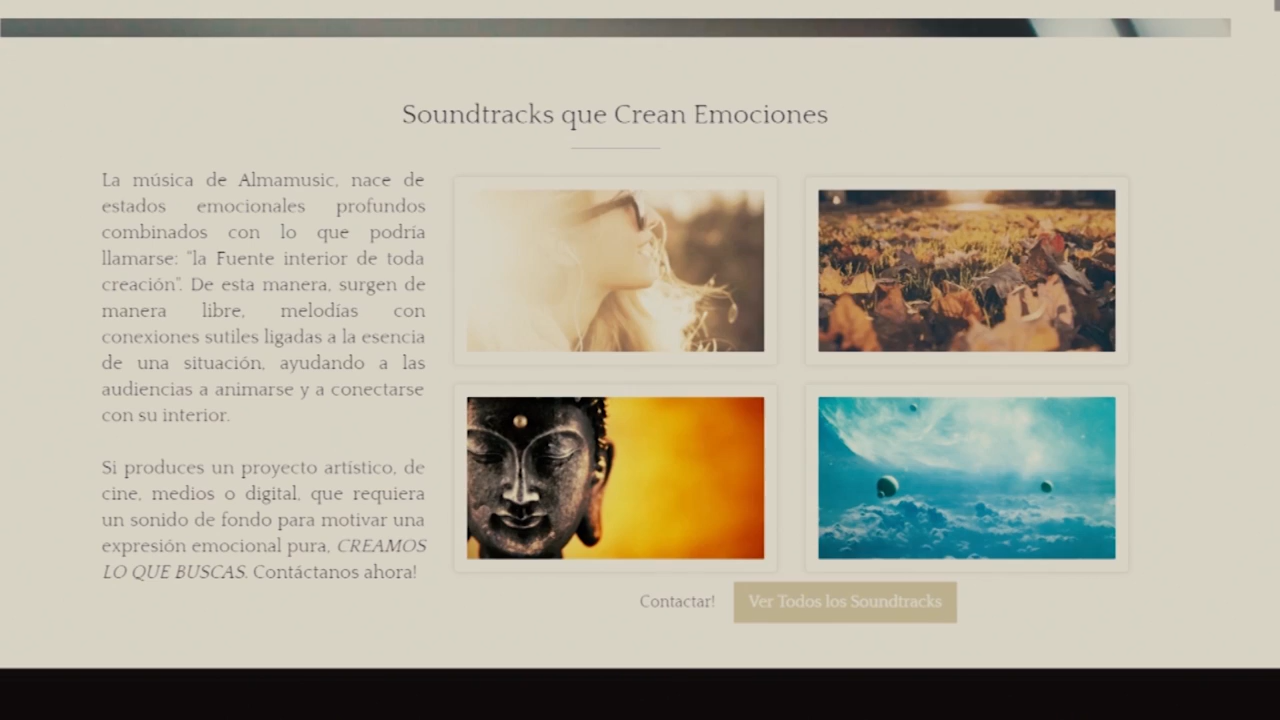 Soundtracks que Crean Emociones
La música de Almamusic, nace de
estados emocionales profundos
combinados con lo que podría
llamarse: "la Fuente interior de toda
creación". De esta manera, surgen de
manera libre, melodías con
conexiones sutiles ligadas a la esencia
de una situación, ayudando a las
audiencias a animarse y a conectarse
con su interior.
Si produces un proyecto artístico, de
cine, medios o digital, que requiera
un sonido de fondo para motivar una
expresión emocional pura, CREAMOS
LO QUE BUSCAS. Contáctanos ahora!
Contactar!
Ver Todos los Soundtracks